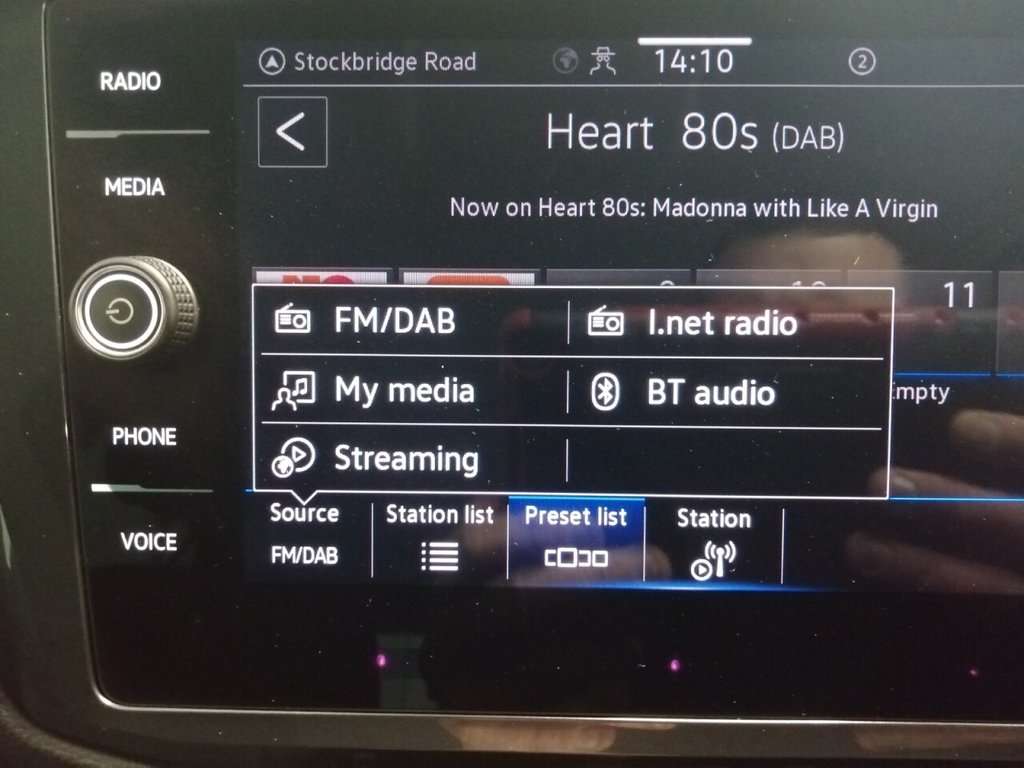 RADIO
MEDIA
PHONE
VOICE
Stockbridge Road
14:10
2
Heart 80s (DAB)
Now on Heart 80s: Madonna with Like A Virgin
11
FM/DAB
I.net radio
My media
BT audio
Empty
Streaming
Source
FM/DAB
Station list
Preset list
Station